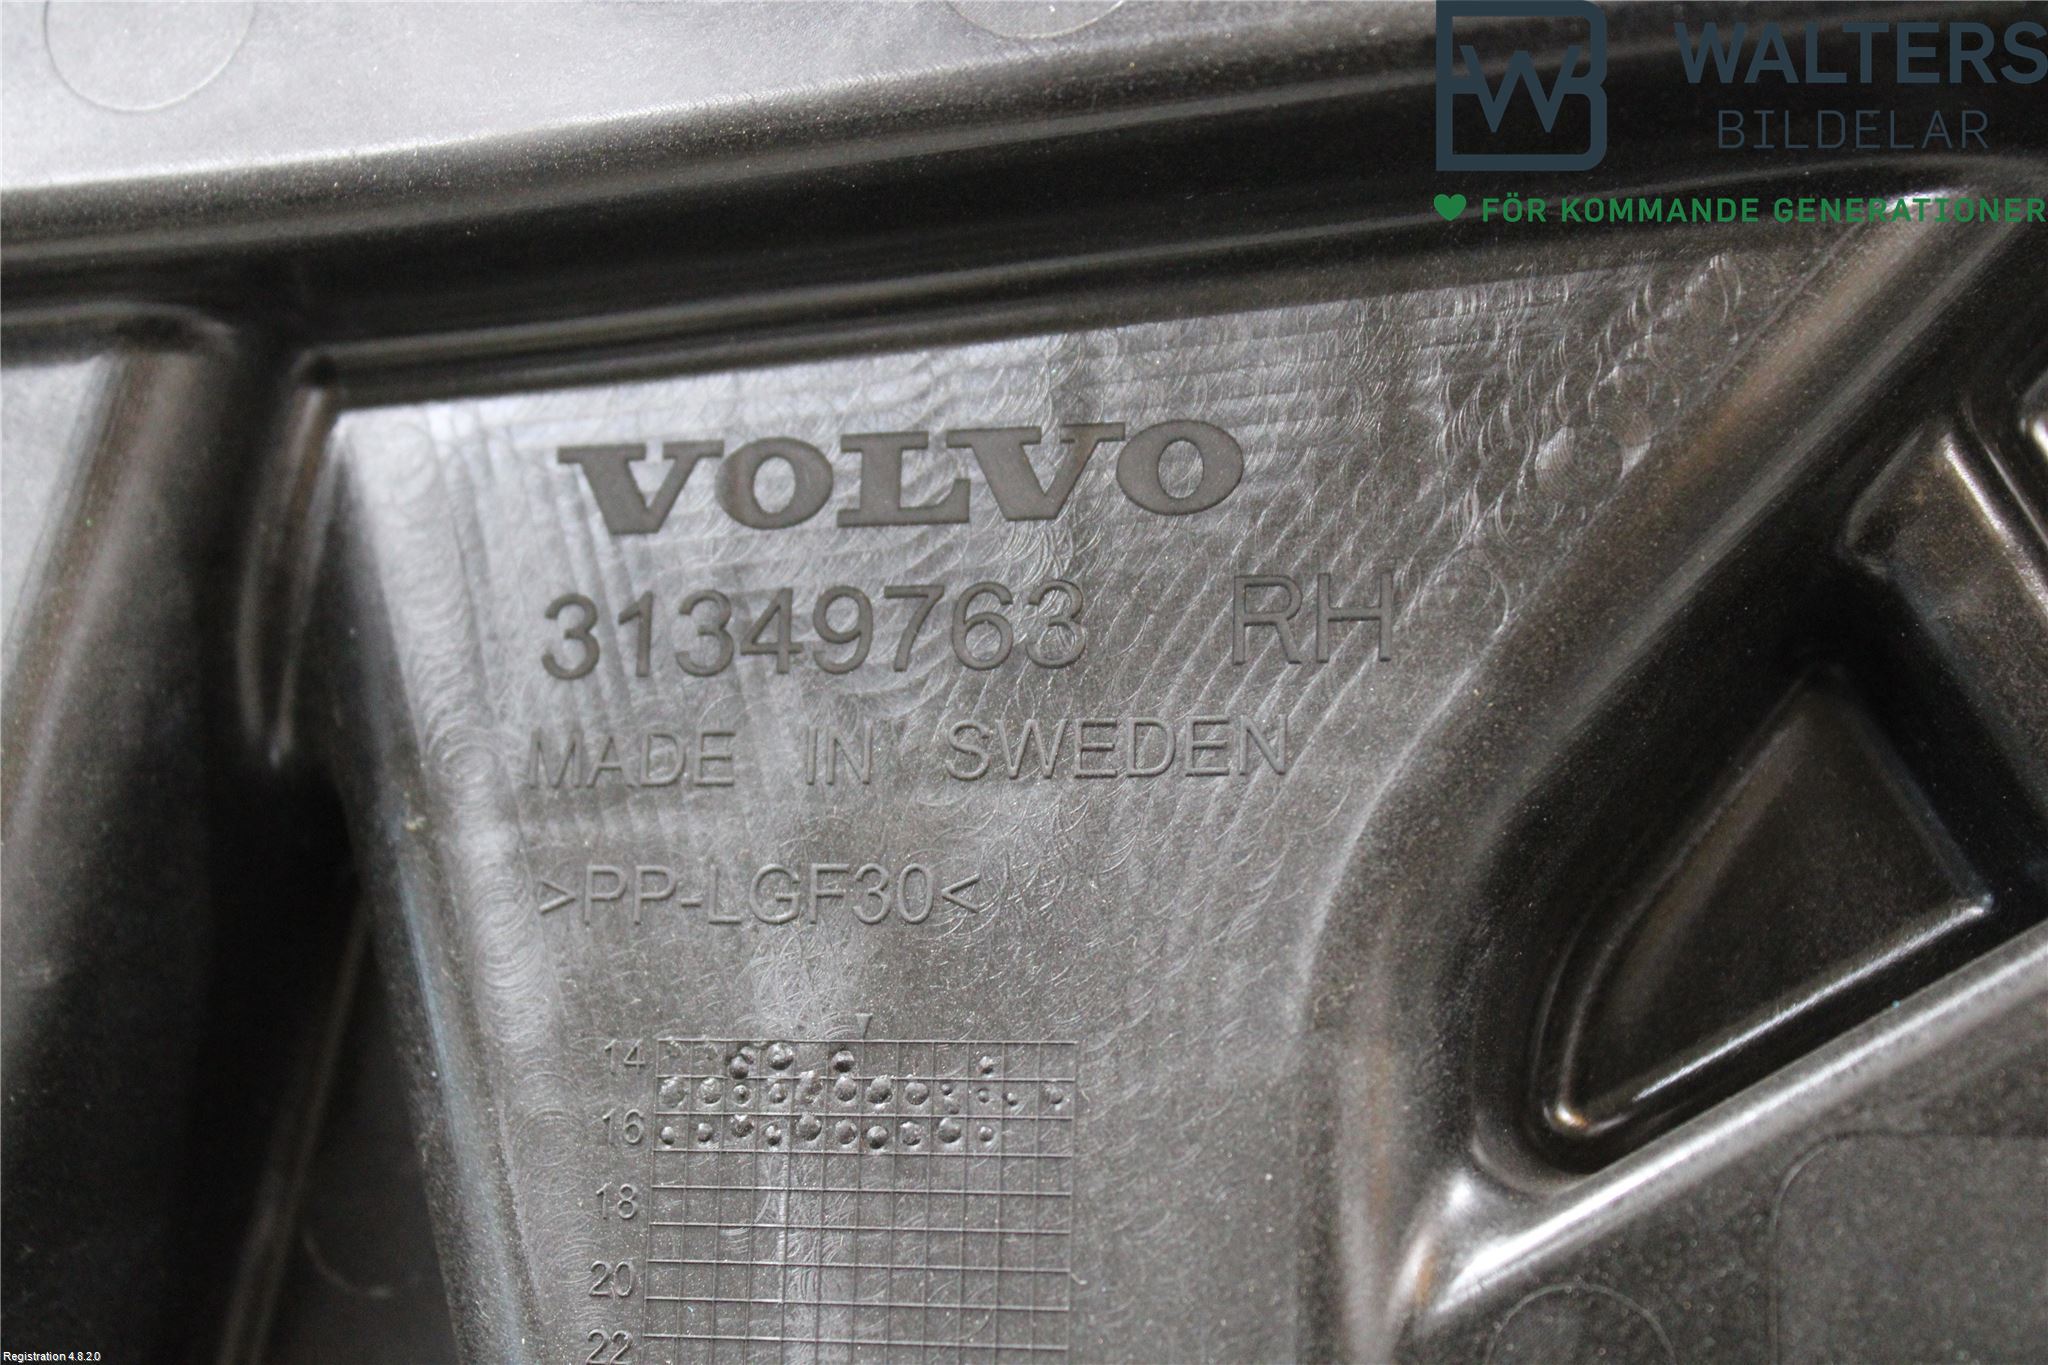 WALTERS
BILDELAR
FÖR KOMMANDE GENERATIONER
VOLVO
31349763 RH
MADE IN SWEDEN
>PP-LGF30<
14
16
18
20
22
Registration 4.8.2.0